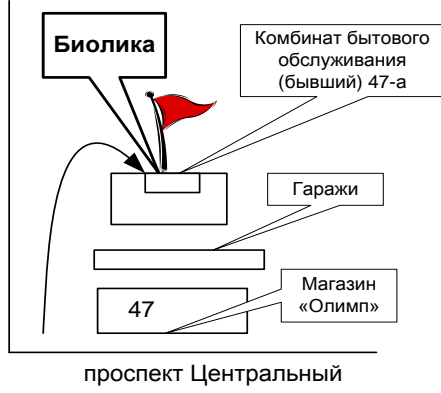 Биолика
Комбинат бытового
обслуживания
(бывший) 47-а
Гаражи
Магазин
«Олимп»
47
проспект Центральный